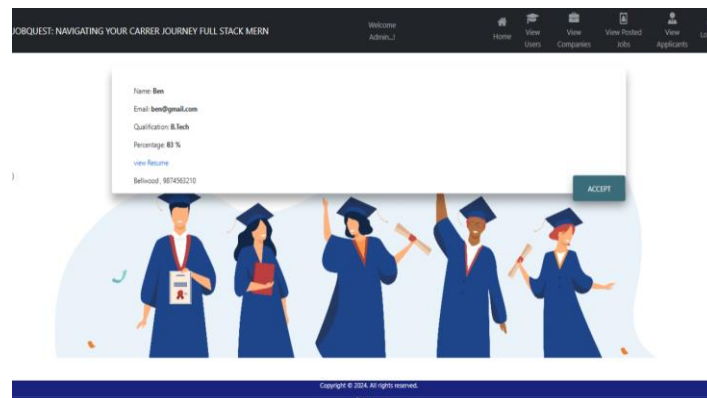 JOBQUEST: NAVIGATING YOUR CARRER JOURNEY FULL STACK MERN
Welcome
Admin...!
Home
View
Users
View
Companies
View Posted
Jobs
View
Applicants
Lo
Name: Ben
Email: ben@gmail.com
Qualification: B.Tech
Percentage: 83 %
view Resume
Bellwood , 9874563210
)
ACCEPT
Copyright © 2024, All rights reserved.